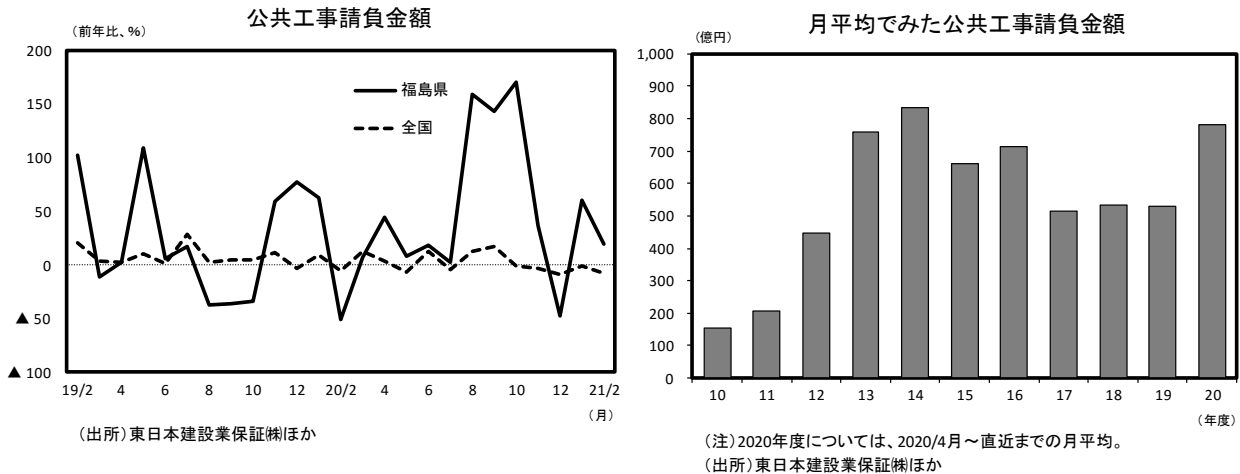 公共工事請負金額
（前年比、％）
200
150
100
50
0
▲ 50
▲ 100
福島県
全国
19/2 4 6 8 10 12 20/2 4 6 8 10 12 21/2
（月）
（出所）東日本建設業保証㈱ほか
月平均でみた公共工事請負金額
（億円）
1,000
900
800
700
600
500
400
300
200
100
0
10 11 12 13 14 15 16 17 18 19 20
（年度）
（注）2020年度については、2020/4月～直近までの月平均。
（出所）東日本建設業保証㈱ほか